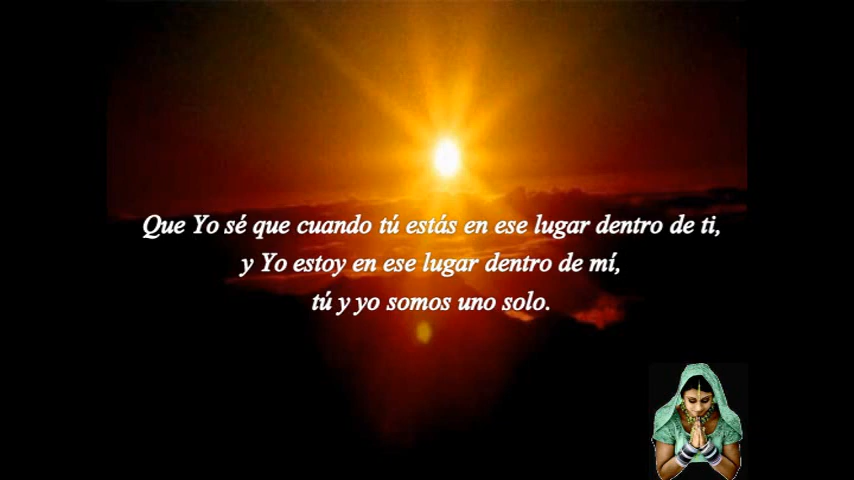 Que Yo sé que cuando tú estás en ese lugar dentro de ti,
y Yo estoy en ese lugar dentro de mí,
tú y yo somos uno solo.